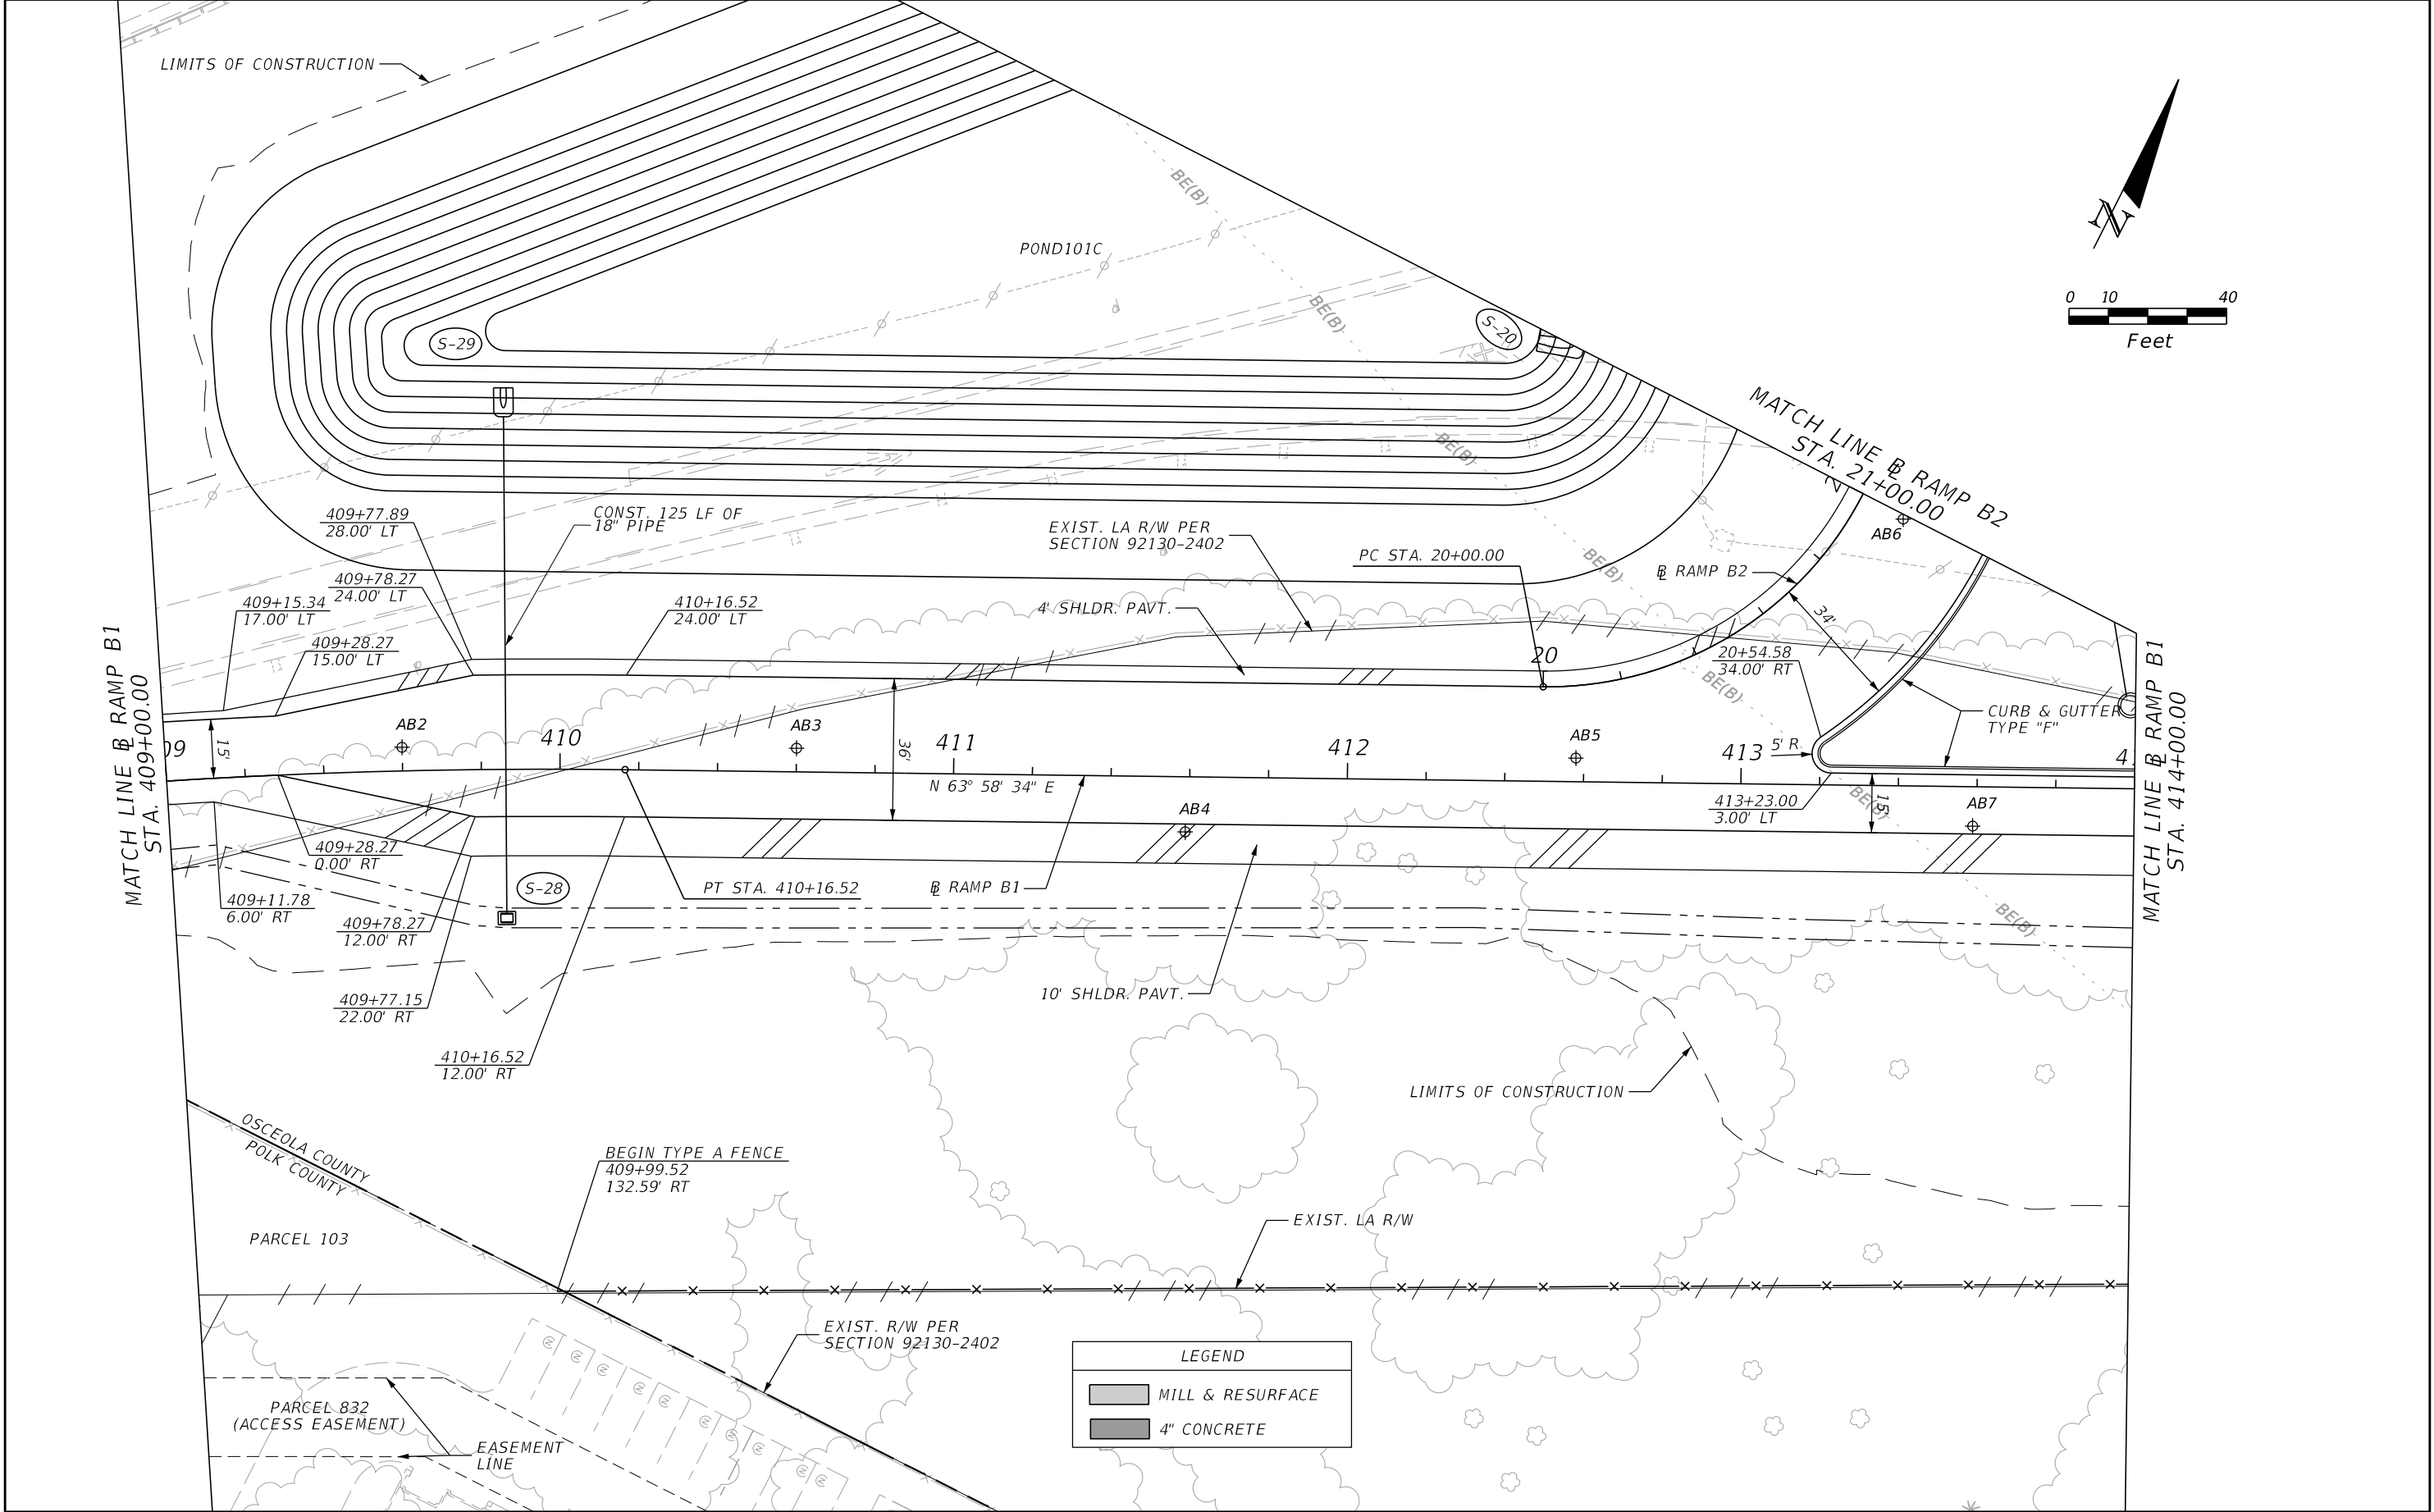 LIMITS OF CONSTRUCTION
BE(B)
POND101C
0 10 40
Feet
BE(B)
S-29
S-20
MATCH LINE BL RAMP B2
STA. 21+00.00
BE(B)
409+77.89
28.00' LT
CONST. 125 LF OF
18" PIPE
EXIST. LA R/W PER
SECTION 92130-2402
PC STA. 20+00.00
BE(B)
BL RAMP B2
AB6
409+78.27
24.00' LT
409+15.34
17.00' LT
410+16.52
24.00' LT
4' SHLDR. PAVT.
34'
409+28.27
15.00' LT
20
20+54.58
34.00' RT
BE(B)
MATCH LINE BL RAMP B1
STA. 409+00.00
CURB & GUTTER
TYPE "F"
MATCH LINE BL RAMP B1
STA. 414+00.00
15'
09
AB2
410
AB3
36'
411
412
AB5
413
5' R
41
N 63° 58' 34" E
AB4
413+23.00
3.00' LT
15'
BE(B)
AB7
409+28.27
0.00' RT
409+11.78
6.00' RT
409+78.27
12.00' RT
S-28
PT STA. 410+16.52
BL RAMP B1
BE(B)
409+77.15
22.00' RT
10' SHLDR. PAVT.
410+16.52
12.00' RT
LIMITS OF CONSTRUCTION
OSCEOLA COUNTY
POLK COUNTY
BEGIN TYPE A FENCE
409+99.52
132.59' RT
PARCEL 103
EXIST. LA R/W
EXIST. R/W PER
SECTION 92130-2402
LEGEND
MILL & RESURFACE
4" CONCRETE
PARCEL 832
(ACCESS EASEMENT)
EASEMENT
LINE